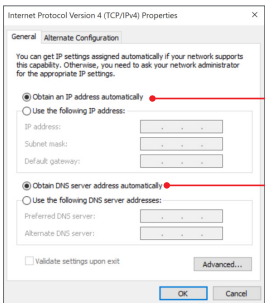 Internet Protocol Version 4 (TCP/IPv4) Properties
General
Alternate Configuration
You can get IP settings assigned automatically if your network supports
this capability. Otherwise, you need to ask your network administrator
for the appropriate IP settings.
Obtain an IP address automatically
Use the following IP address:
IP address:
Subnet mask:
Default gateway:
Obtain DNS server address automatically
Use the following DNS server addresses:
Preferred DNS server:
Alternate DNS server:
Validate settings upon exit
Advanced...
OK
Cancel